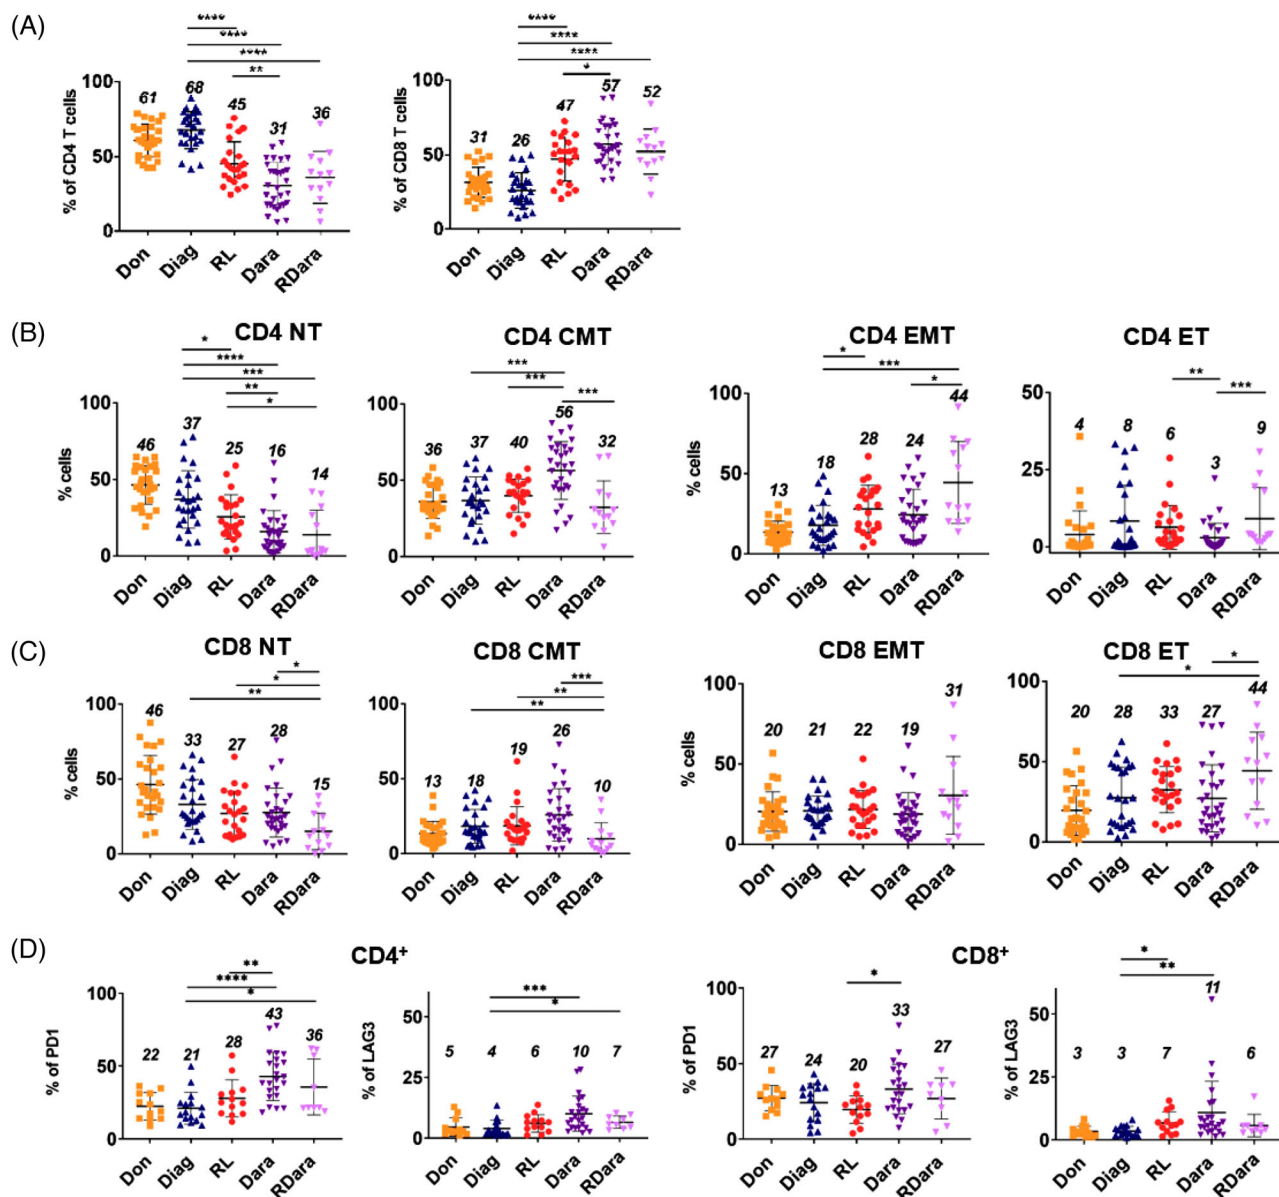 (A)
**** ****
**** ****
**** ****
** *
100 61 68 45 31 36 100 31 26 47 57 52
% of CD4 T cells % of CD8 T cells
50 50
0 0
Don Diag RL Dara RDara Don Diag RL Dara RDara
(B)
CD4 NT CD4 CMT CD4 EMT CD4 ET
* *** * **
**** *** *** ***
*** *** *
**
*
100 46 37 25 16 14 100 36 37 40 56 32 100 13 18 28 24 44 50 4 8 6 3 9
% cells
50 50 50 25
0 0 0 0
Don Diag RL Dara RDara Don Diag RL Dara RDara Don Diag RL Dara RDara Don Diag RL Dara RDara
(C)
CD8 NT CD8 CMT CD8 EMT CD8 ET
* *** *
* ** *
** **
100 46 33 27 28 15 100 13 18 19 26 10 100 20 21 22 19 31 100 20 28 33 27 44
% cells % cells
50 50 50 50
0 0 0 0
Don Diag RL Dara RDara Don Diag RL Dara RDara Don Diag RL Dara RDara Don Diag RL Dara RDara
(D)
CD4+ CD8+
** *** * *
**** * **
*
100 22 21 28 43 36 50 5 4 6 10 7 100 27 24 20 33 27 50 3 3 7 11 6
% of PD1 % of LAG3 % of PD1 % of LAG3
50 25 50 25
0 0 0 0
Don Diag RL Dara RDara Don Diag RL Dara RDara Don Diag RL Dara RDara Don Diag RL Dara RDara